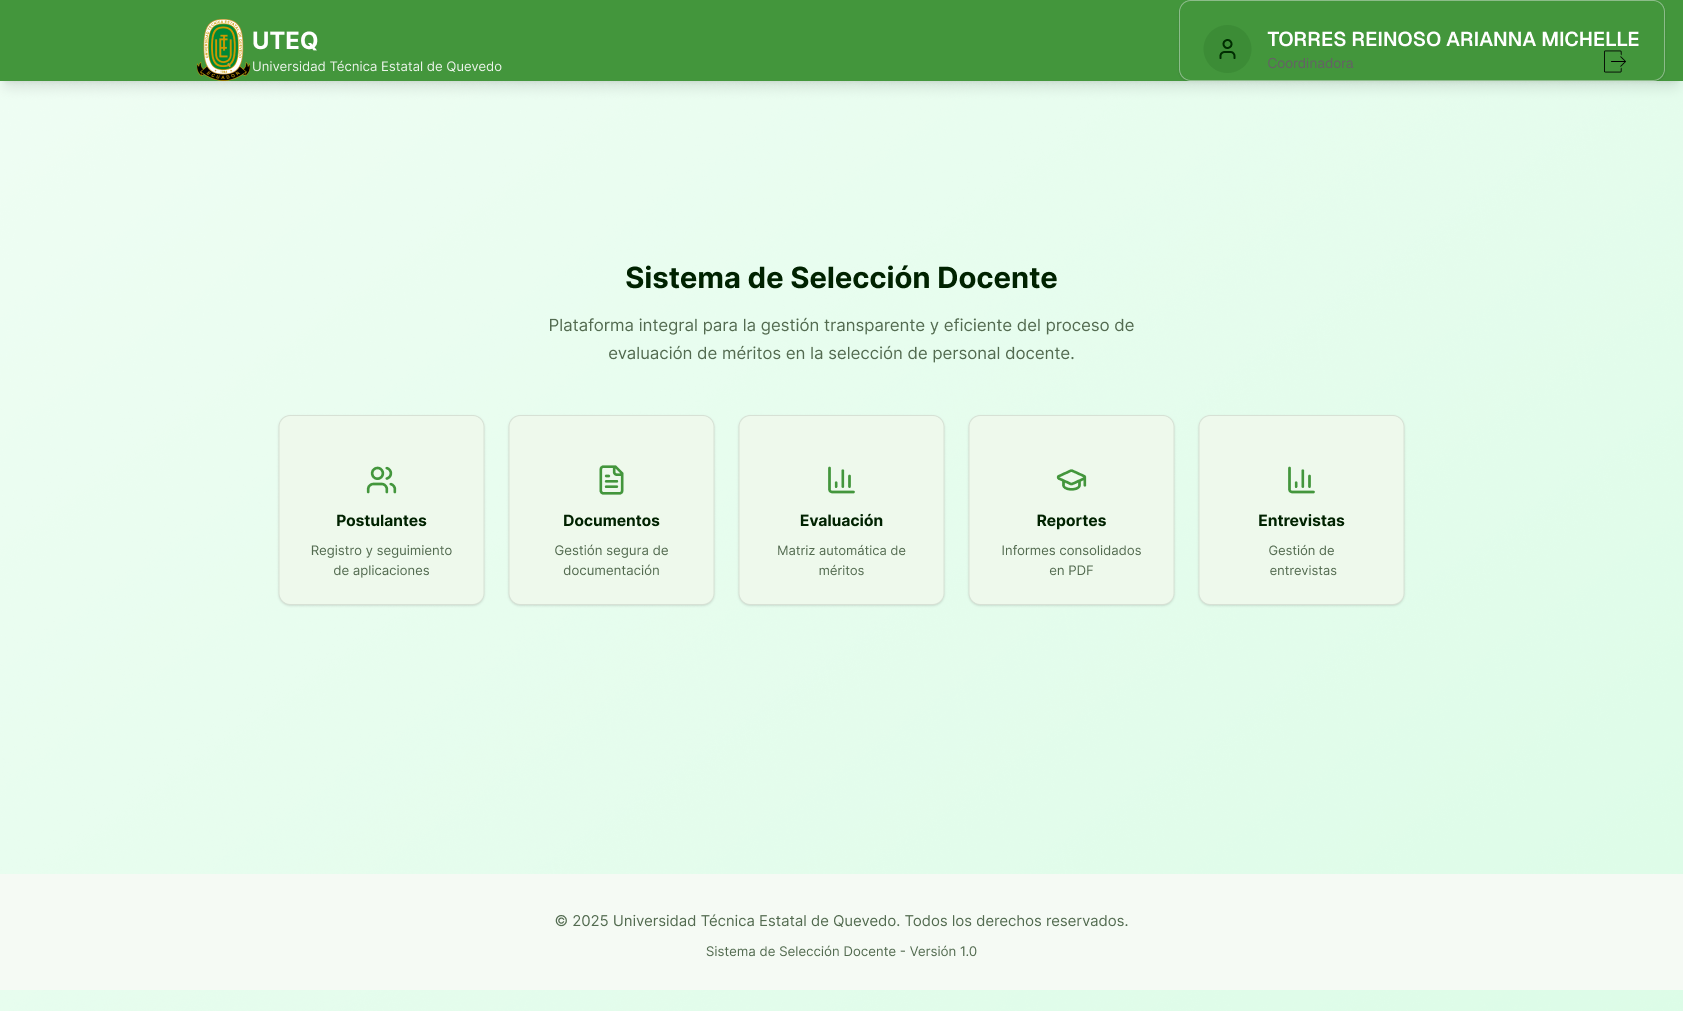 UTEQ
Universidad Técnica Estatal de Quevedo
TORRES REINOSO ARIANNA MICHELLE
Coordinadora
Sistema de Selección Docente
Plataforma integral para la gestión transparente y eficiente del proceso de
evaluación de méritos en la selección de personal docente.
Postulantes
Registro y seguimiento
de aplicaciones
Documentos
Gestión segura de
documentación
Evaluación
Matriz automática de
méritos
Reportes
Informes consolidados
en PDF
Entrevistas
Gestión de
entrevistas
© 2025 Universidad Técnica Estatal de Quevedo. Todos los derechos reservados.
Sistema de Selección Docente - Versión 1.0